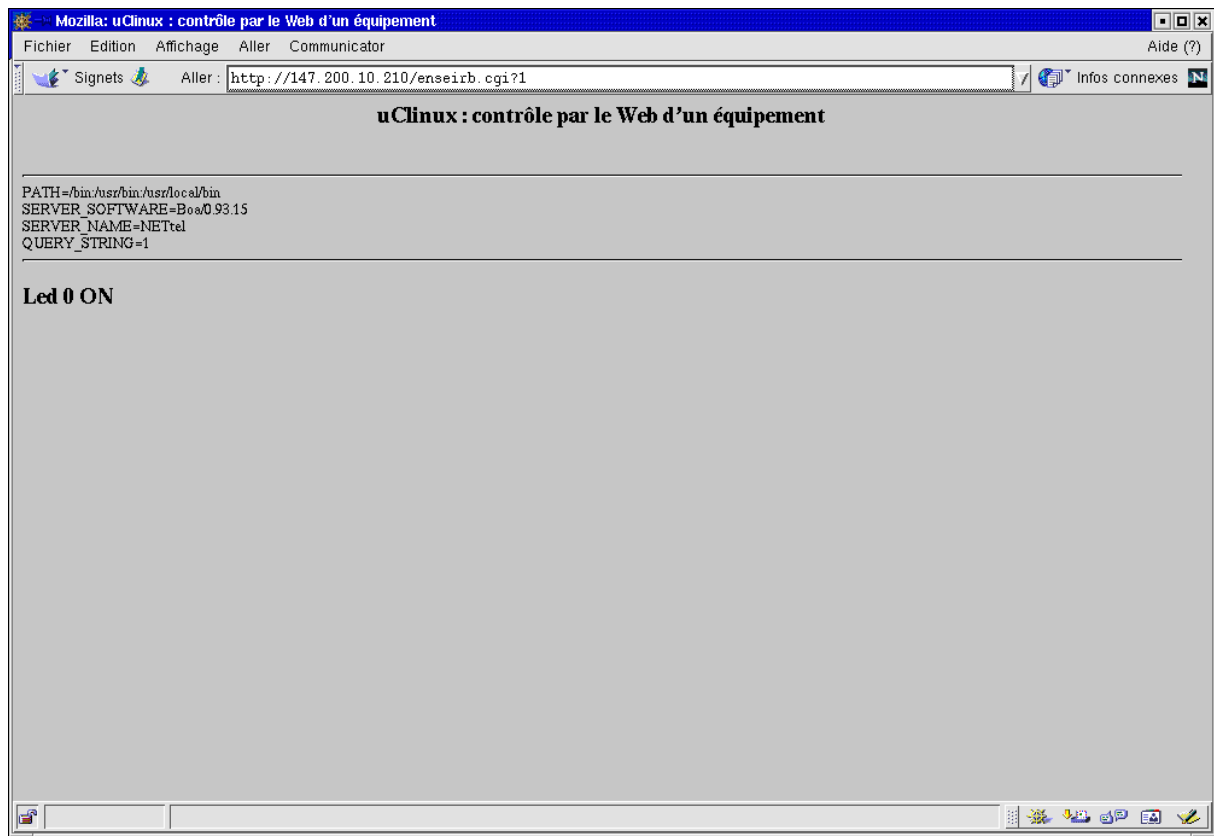 Mozilla: uClinux : contrôle par le Web d'un équipement
Fichier Edition Affichage Aller Communicator Aide (?)
Signets Aller : http://147.200.10.210/enseirb.cgi?1 Infos connexes N
uClinux : contrôle par le Web d'un équipement
PATH=/bin:/usr/bin:/usr/local/bin
SERVER_SOFTWARE=Boa/0.93.15
SERVER_NAME=NETtel
QUERY_STRING=1
Led 0 ON